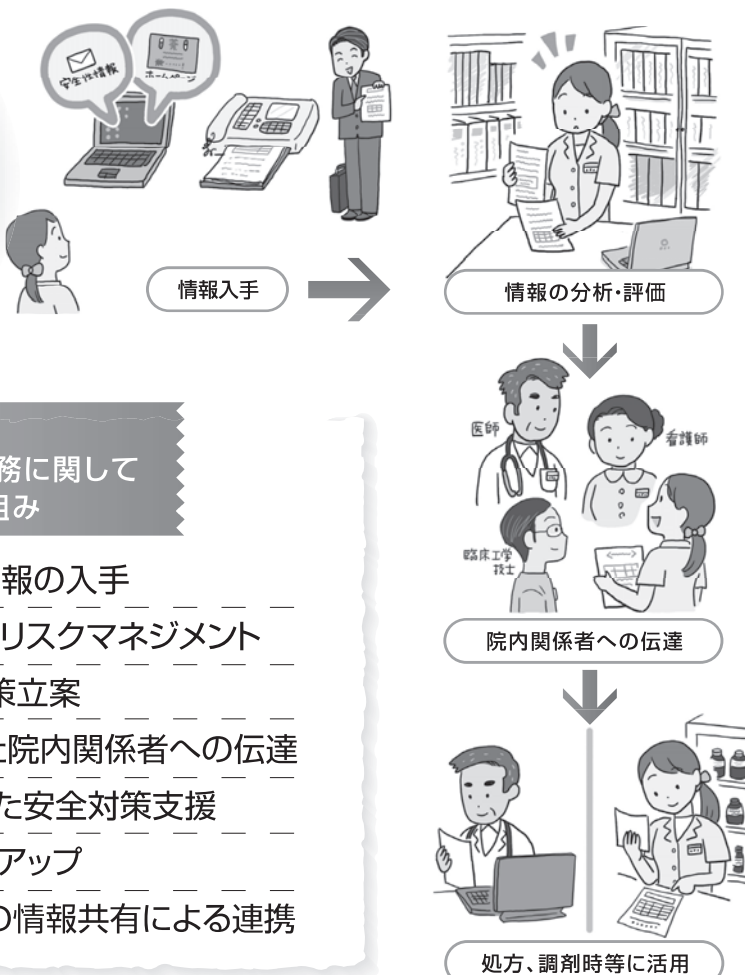 安全性情報
ホームページ
情報入手
情報の分析・評価
医師
看護師
臨床工学
技士
院内関係者への伝達
処方、調剤時等に活用
務に関して
組み
報の入手
リスクマネジメント
策立案
と院内関係者への伝達
た安全対策支援
アップ
の情報共有による連携